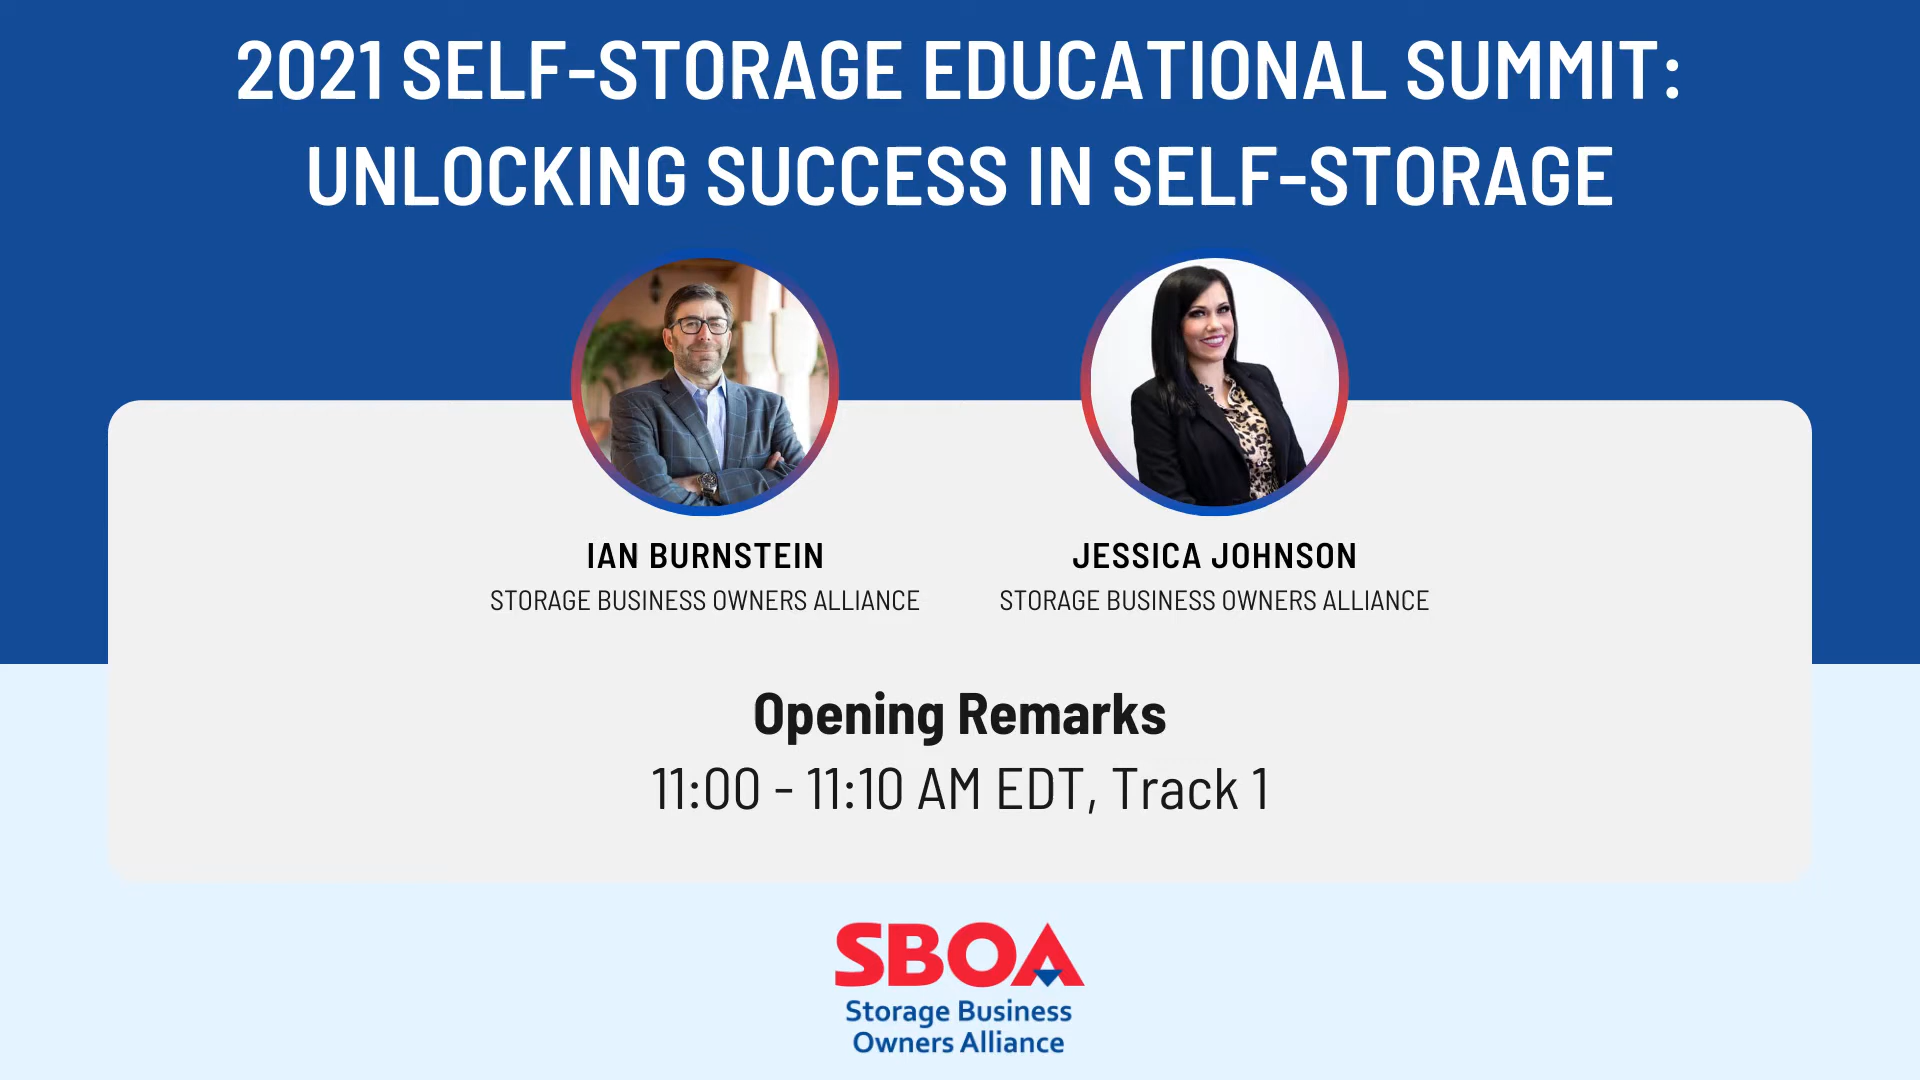 2021 SELF-STORAGE EDUCATIONAL SUMMIT:
UNLOCKING SUCCESS IN SELF-STORAGE
IAN BURNSTEIN
STORAGE BUSINESS OWNERS ALLIANCE
JESSICA JOHNSON
STORAGE BUSINESS OWNERS ALLIANCE
Opening Remarks
11:00 - 11:10 AM EDT, Track 1
SBOA
Storage Business
Owners Alliance